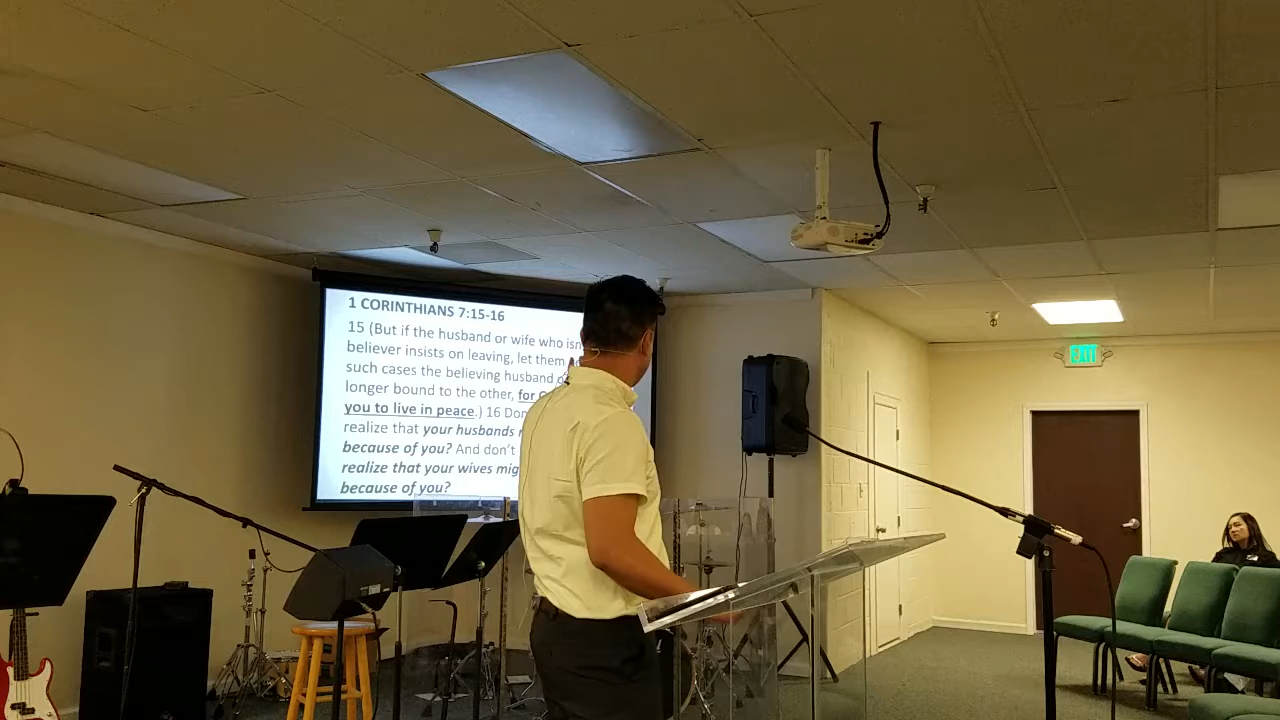 1 CORINTHIANS 7:15-16
15 (But if the husband or wife who isn
believer insists on leaving, let them
such cases the believing husband
longer bound to the other, for
you to live in peace.) 16 Don
realize that your husbands
because of you? And don't
realize that your wives mig
because of you?
EXIT